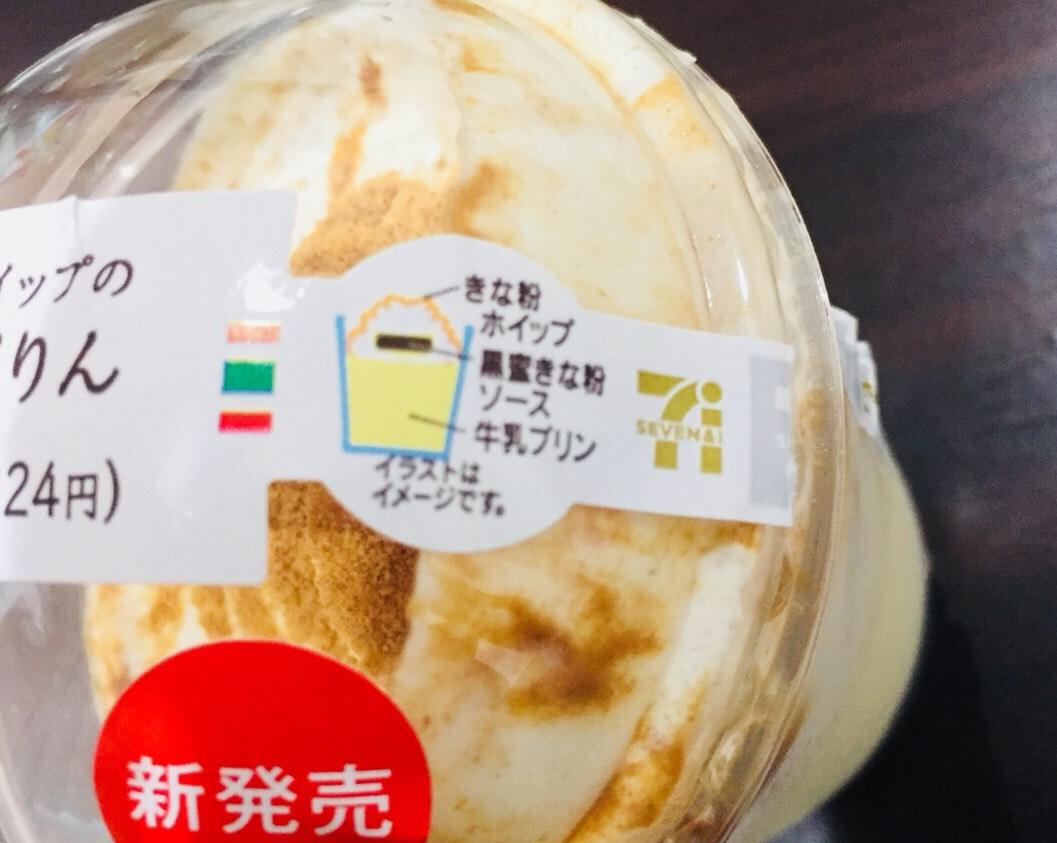 イップの
りん
24円)
きな粉
ホイップ
黒蜜きな粉
ソース
牛乳プリン
イラストは
イメージです。
SEVEN&i
新発売